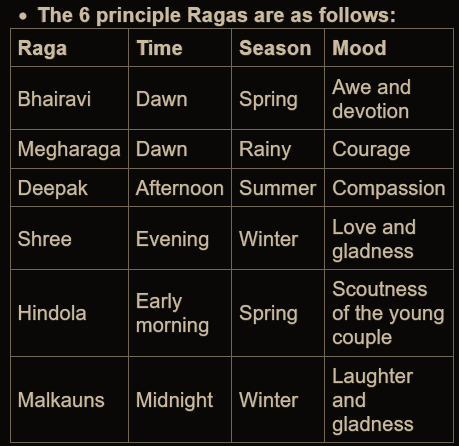 • The 6 principle Ragas are as follows:
Raga Time Season Mood
Bhairavi Dawn Spring Awe and
devotion
Megharaga Dawn Rainy Courage
Deepak Afternoon Summer Compassion
Shree Evening Winter Love and
gladness
Hindola Early
morning Spring Scoutness
of the young
couple
Malkauns Midnight Winter Laughter
and
gladness